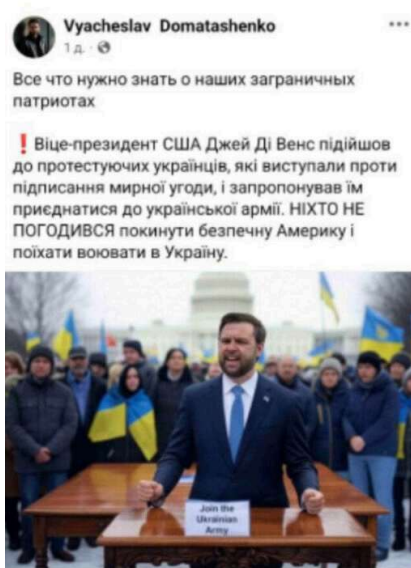 Vyacheslav Domatashenko
1 д. ·
Все что нужно знать о наших заграничных
патриотах
❗Віце-президент США Джей Ді Венс підійшов
до протестуючих українців, які виступали проти
підписання мирної угоди, і запропонував їм
приєднатися до української армії. НІХТО НЕ
ПОГОДИВСЯ покинути безпечну Америку і
поїхати воювати в Україну.
Join the
Ukrainian
Army